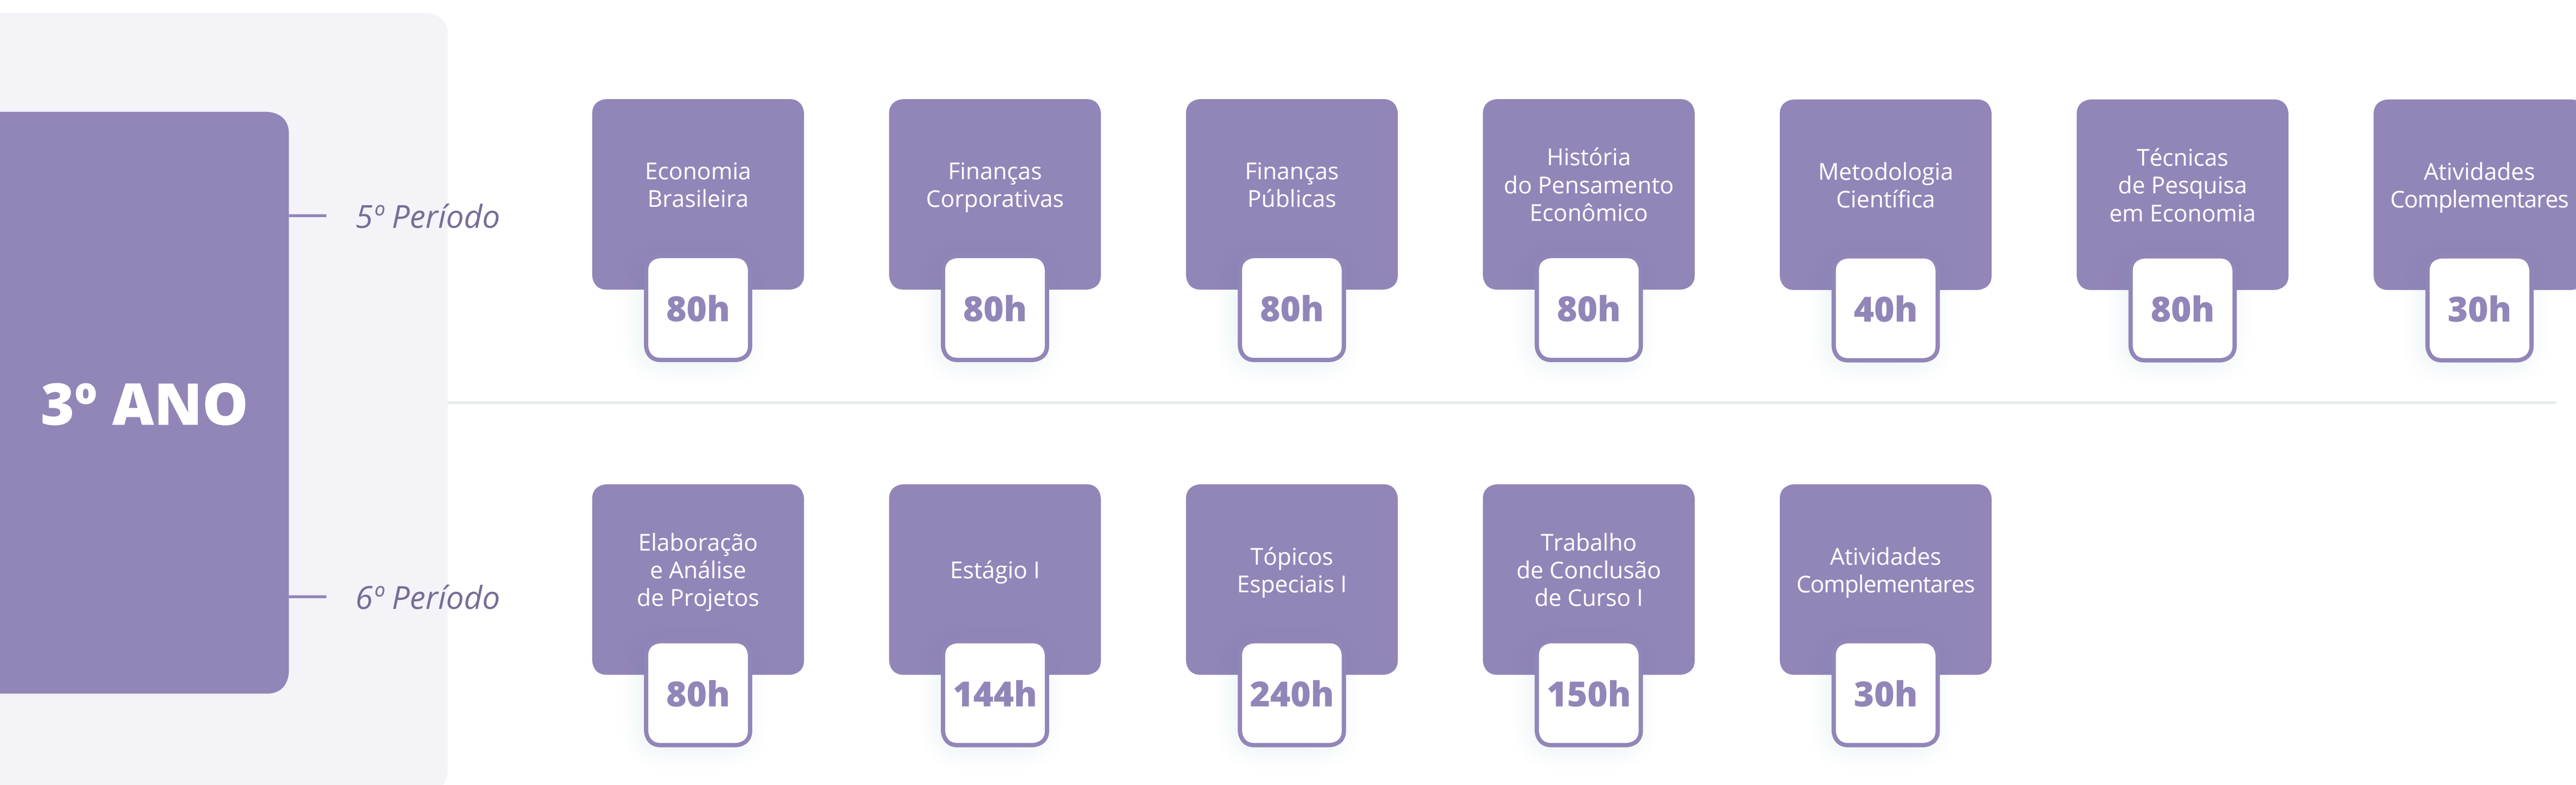 3º ANO
5º Período
Economia
Brasileira
80h
Finanças
Corporativas
80h
Finanças
Públicas
80h
História
do Pensamento
Econômico
80h
Metodologia
Científica
40h
Técnicas
de Pesquisa
em Economia
80h
Atividades
Complementares
30h
6º Período
Elaboração
e Análise
de Projetos
80h
Estágio I
144h
Tópicos
Especiais I
240h
Trabalho
de Conclusão
de Curso I
150h
Atividades
Complementares
30h